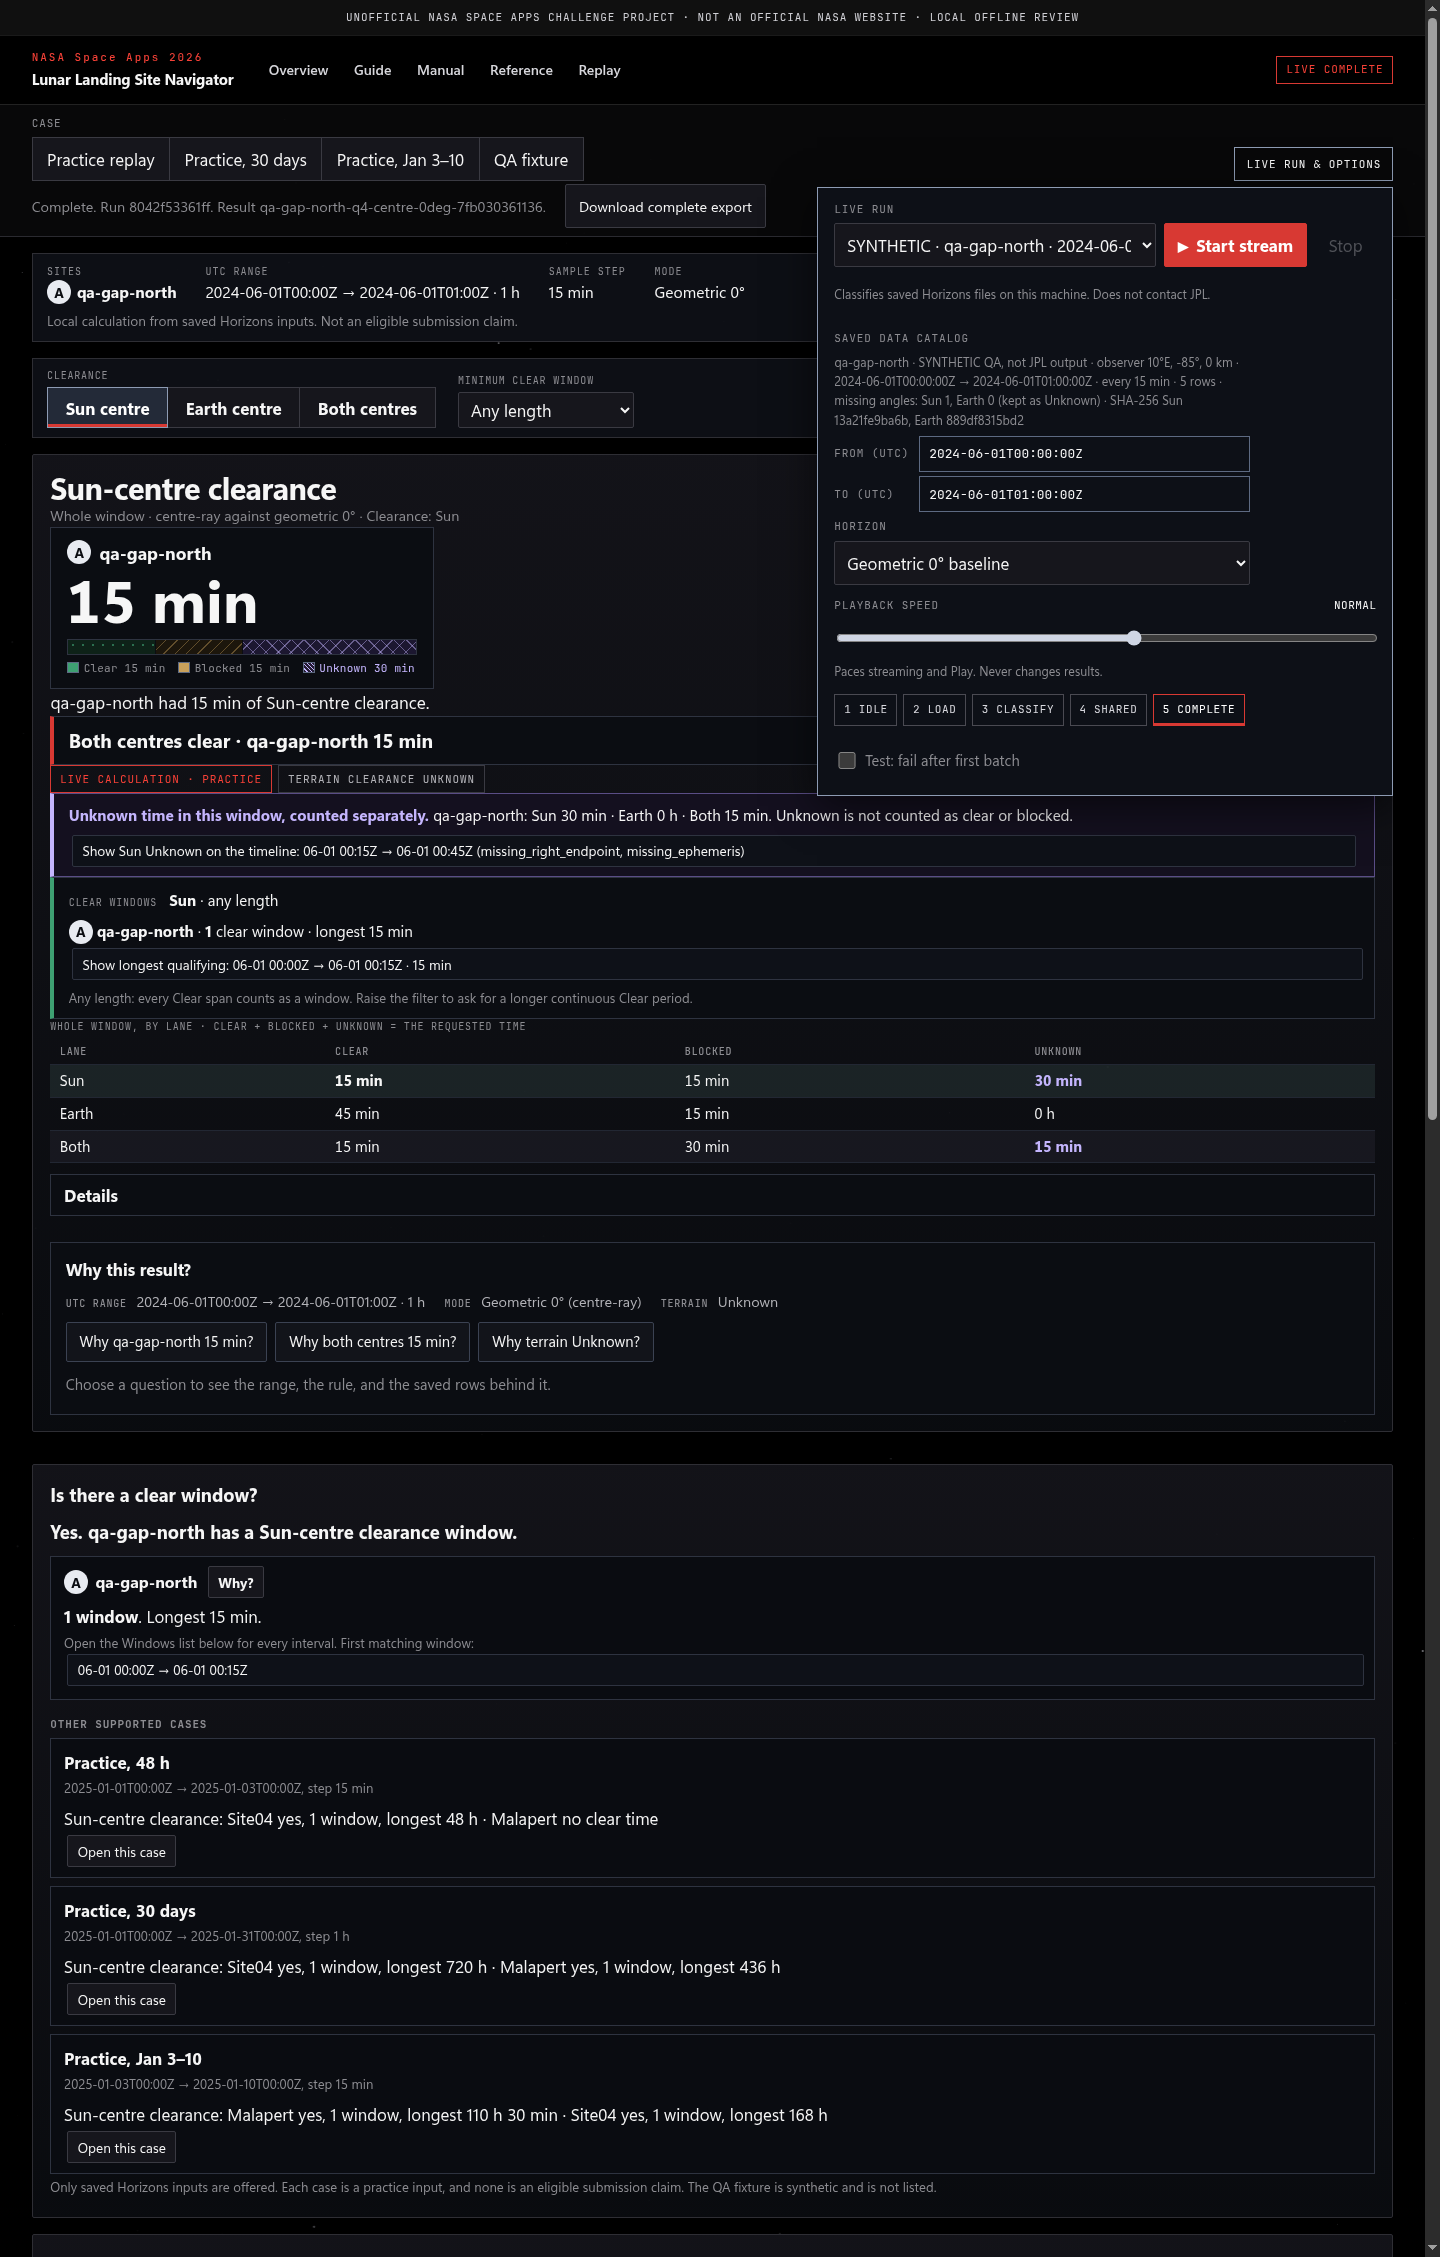 UNOFFICIAL NASA SPACE APPS CHALLENGE PROJECT · NOT AN OFFICIAL NASA WEBSITE · LOCAL OFFLINE REVIEW
NASA Space Apps 2026
Lunar Landing Site Navigator
Overview Guide Manual Reference Replay
LIVE COMPLETE
CASE
Practice replay Practice, 30 days Practice, Jan 3–10 QA fixture
LIVE RUN & OPTIONS
Complete. Run 8042f53361ff. Result qa-gap-north-q4-centre-0deg-7fb030361136. Download complete export
LIVE RUN
SYNTHETIC · qa-gap-north · 2024-06-0 ▶ Start stream Stop
Classifies saved Horizons files on this machine. Does not contact JPL.
SAVED DATA CATALOG
qa-gap-north · SYNTHETIC QA, not JPL output · observer 10°E, -85°, 0 km ·
2024-06-01T00:00:00Z → 2024-06-01T01:00:00Z · every 15 min · 5 rows ·
missing angles: Sun 1, Earth 0 (kept as Unknown) · SHA-256 Sun
13a21fe9ba6b, Earth 889df8315bd2
FROM (UTC) 2024-06-01T00:00:00Z
TO (UTC) 2024-06-01T01:00:00Z
HORIZON
Geometric 0° baseline
PLAYBACK SPEED NORMAL
Paces streaming and Play. Never changes results.
1 IDLE 2 LOAD 3 CLASSIFY 4 SHARED 5 COMPLETE
Test: fail after first batch
SITES UTC RANGE SAMPLE STEP MODE
A qa-gap-north 2024-06-01T00:00Z → 2024-06-01T01:00Z · 1 h 15 min Geometric 0°
Local calculation from saved Horizons inputs. Not an eligible submission claim.
CLEARANCE MINIMUM CLEAR WINDOW
Sun centre Earth centre Both centres Any length
Sun-centre clearance
Whole window · centre-ray against geometric 0° · Clearance: Sun
A qa-gap-north
15 min
Clear 15 min Blocked 15 min Unknown 30 min
qa-gap-north had 15 min of Sun-centre clearance.
Both centres clear · qa-gap-north 15 min
LIVE CALCULATION · PRACTICE TERRAIN CLEARANCE UNKNOWN
Unknown time in this window, counted separately. qa-gap-north: Sun 30 min · Earth 0 h · Both 15 min. Unknown is not counted as clear or blocked.
Show Sun Unknown on the timeline: 06-01 00:15Z → 06-01 00:45Z (missing_right_endpoint, missing_ephemeris)
CLEAR WINDOWS Sun · any length
A qa-gap-north · 1 clear window · longest 15 min
Show longest qualifying: 06-01 00:00Z → 06-01 00:15Z · 15 min
Any length: every Clear span counts as a window. Raise the filter to ask for a longer continuous Clear period.
WHOLE WINDOW, BY LANE · CLEAR + BLOCKED + UNKNOWN = THE REQUESTED TIME
LANE CLEAR BLOCKED UNKNOWN
Sun 15 min 15 min 30 min
Earth 45 min 15 min 0 h
Both 15 min 30 min 15 min
Details
Why this result?
UTC RANGE 2024-06-01T00:00Z → 2024-06-01T01:00Z · 1 h MODE Geometric 0° (centre-ray) TERRAIN Unknown
Why qa-gap-north 15 min? Why both centres 15 min? Why terrain Unknown?
Choose a question to see the range, the rule, and the saved rows behind it.
Is there a clear window?
Yes. qa-gap-north has a Sun-centre clearance window.
A qa-gap-north Why?
1 window. Longest 15 min.
Open the Windows list below for every interval. First matching window:
06-01 00:00Z → 06-01 00:15Z
OTHER SUPPORTED CASES
Practice, 48 h
2025-01-01T00:00Z → 2025-01-03T00:00Z, step 15 min
Sun-centre clearance: Site04 yes, 1 window, longest 48 h · Malapert no clear time
Open this case
Practice, 30 days
2025-01-01T00:00Z → 2025-01-31T00:00Z, step 1 h
Sun-centre clearance: Site04 yes, 1 window, longest 720 h · Malapert yes, 1 window, longest 436 h
Open this case
Practice, Jan 3–10
2025-01-03T00:00Z → 2025-01-10T00:00Z, step 15 min
Sun-centre clearance: Malapert yes, 1 window, longest 110 h 30 min · Site04 yes, 1 window, longest 168 h
Open this case
Only saved Horizons inputs are offered. Each case is a practice input, and none is an eligible submission claim. The QA fixture is synthetic and is not listed.